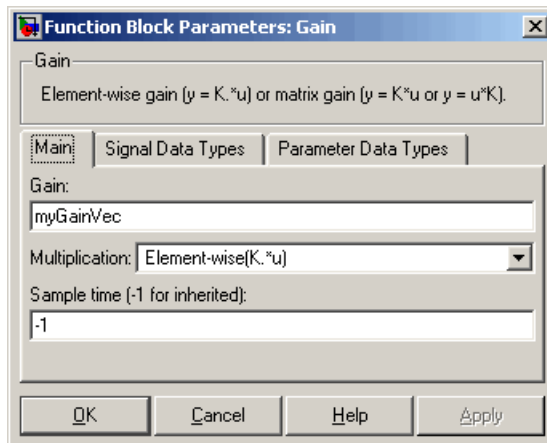 Function Block Parameters: Gain
Gain
Element-wise gain (y = K.*u) or matrix gain (y = K*u or y = u*K).
Main Signal Data Types Parameter Data Types
Gain:
myGainVec
Multiplication: Element-wise(K.*u)
Sample time (-1 for inherited):
-1
OK Cancel Help Apply